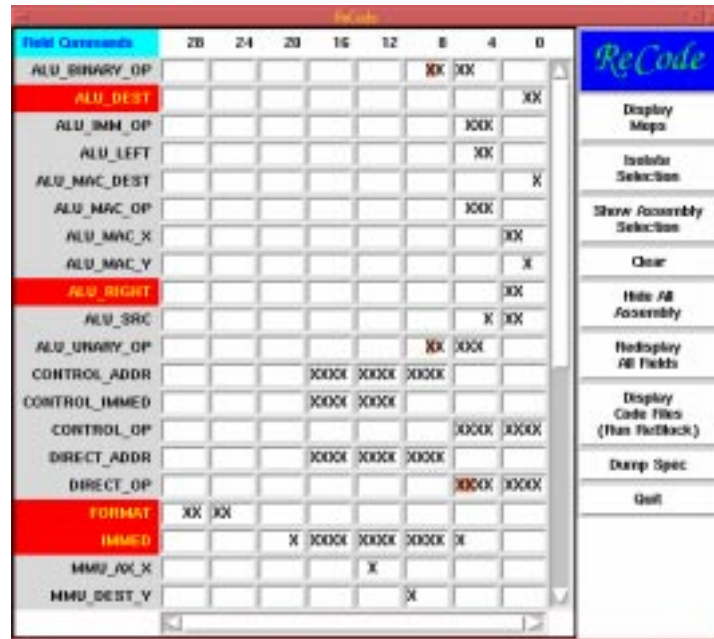 ReCode
Field Commands 28 24 20 16 12 8 4 0
ALU_BINARY_OP XX XX
ALU_DEST XX
ALU_IMM_OP XXX
ALU_LEFT XX
ALU_MAC_DEST X
ALU_MAC_OP XXX
ALU_MAC_X XX
ALU_MAC_Y X
ALU_RIGHT XX
ALU_SRC X XX
ALU_UNARY_OP XX XXX
CONTROL_ADDR XXXX XXXX XXXX
CONTROL_IMMED XXXX XXXX
CONTROL_OP XXXX XXXX
DIRECT_ADDR XXXX XXXX XXXX
DIRECT_OP XXXX XXXX
FORMAT XX XX
IMMED X XXXX XXXX XXXX X
MMU_AX_X X
MMU_DEST_Y X
ReCode
Display
Mops
Isolate
Selection
Show Assembly
Selection
Clear
Hide All
Assembly
Redisplay
All Fields
Display
Code Files
(Run ReBlock)
Dump Spec
Quit